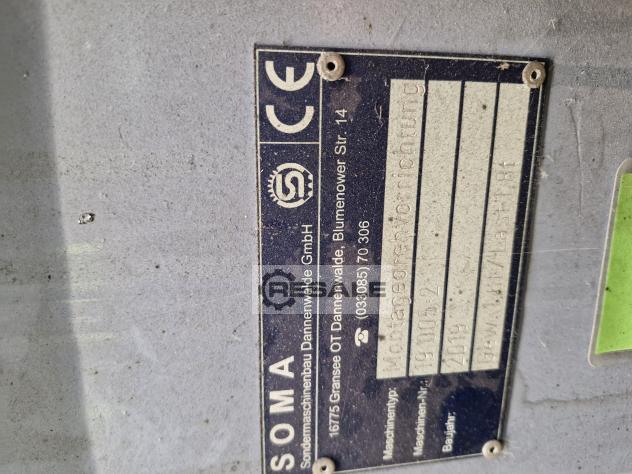 SOMA
CE
Sondermaschinenbau Dannenwalde GmbH
16775 Gransee OT Dannenwalde, Blumenower Str. 14
☎ (033085) 70 306
Maschinentyp: Montagedrehvorrichtung
Maschinen-Nr.:
Baujahr: 2019
RESALE